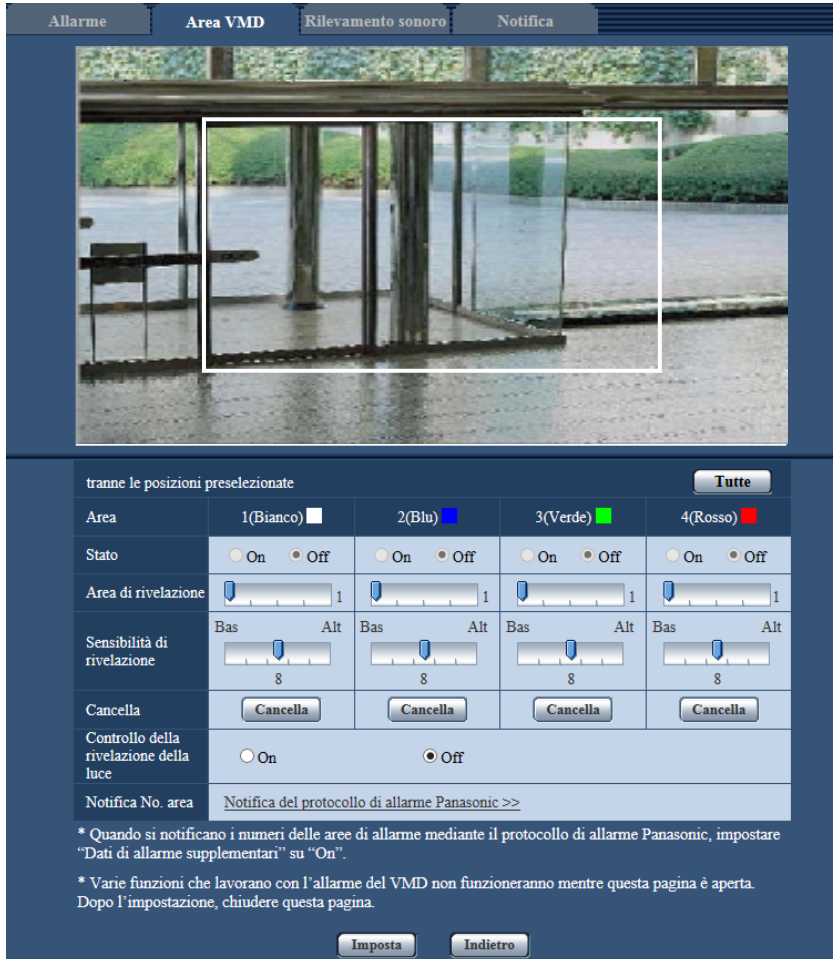 Allarme Area VMD Rilevamento sonoro Notifica
tranne le posizioni preselezionate Tutte
Area 1(Bianco) 2(Blu) 3(Verde) 4(Rosso)
Stato On Off On Off On Off On Off
Area di rivelazione 1 1 1 1
Sensibilità di rivelazione Bas Alt Bas Alt Bas Alt Bas Alt
8 8 8 8
Cancella Cancella Cancella Cancella Cancella
Controllo della
rivelazione della
luce On Off
Notifica No. area Notifica del protocollo di allarme Panasonic >>
* Quando si notificano i numeri delle aree di allarme mediante il protocollo di allarme Panasonic, impostare
“Dati di allarme supplementari” su “On”.
* Varie funzioni che lavorano con l’allarme del VMD non funzioneranno mentre questa pagina è aperta.
Dopo l’impostazione, chiudere questa pagina.
Imposta Indietro